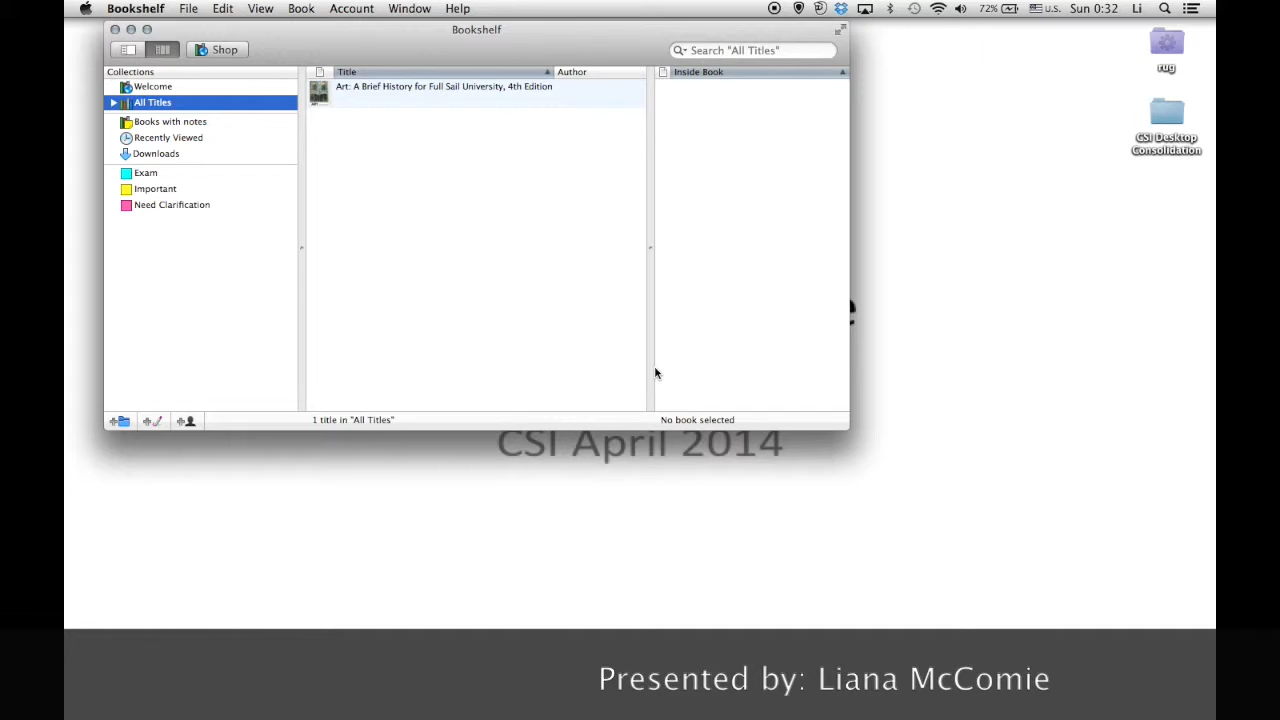 Bookshelf File Edit View Book Account Window Help 72% U.S. Sun 0:32 Li
Bookshelf
Shop
Search "All Titles"
Collections
Title
Author
Inside Book
Welcome
All Titles
Books with notes
Recently Viewed
Downloads
Exam
Important
Need Clarification
Art: A Brief History for Full Sail University, 4th Edition
1 title in "All Titles"
No book selected
rug
CSI Desktop
Consolidation
e
CSI April 2014
Presented by: Liana McComie